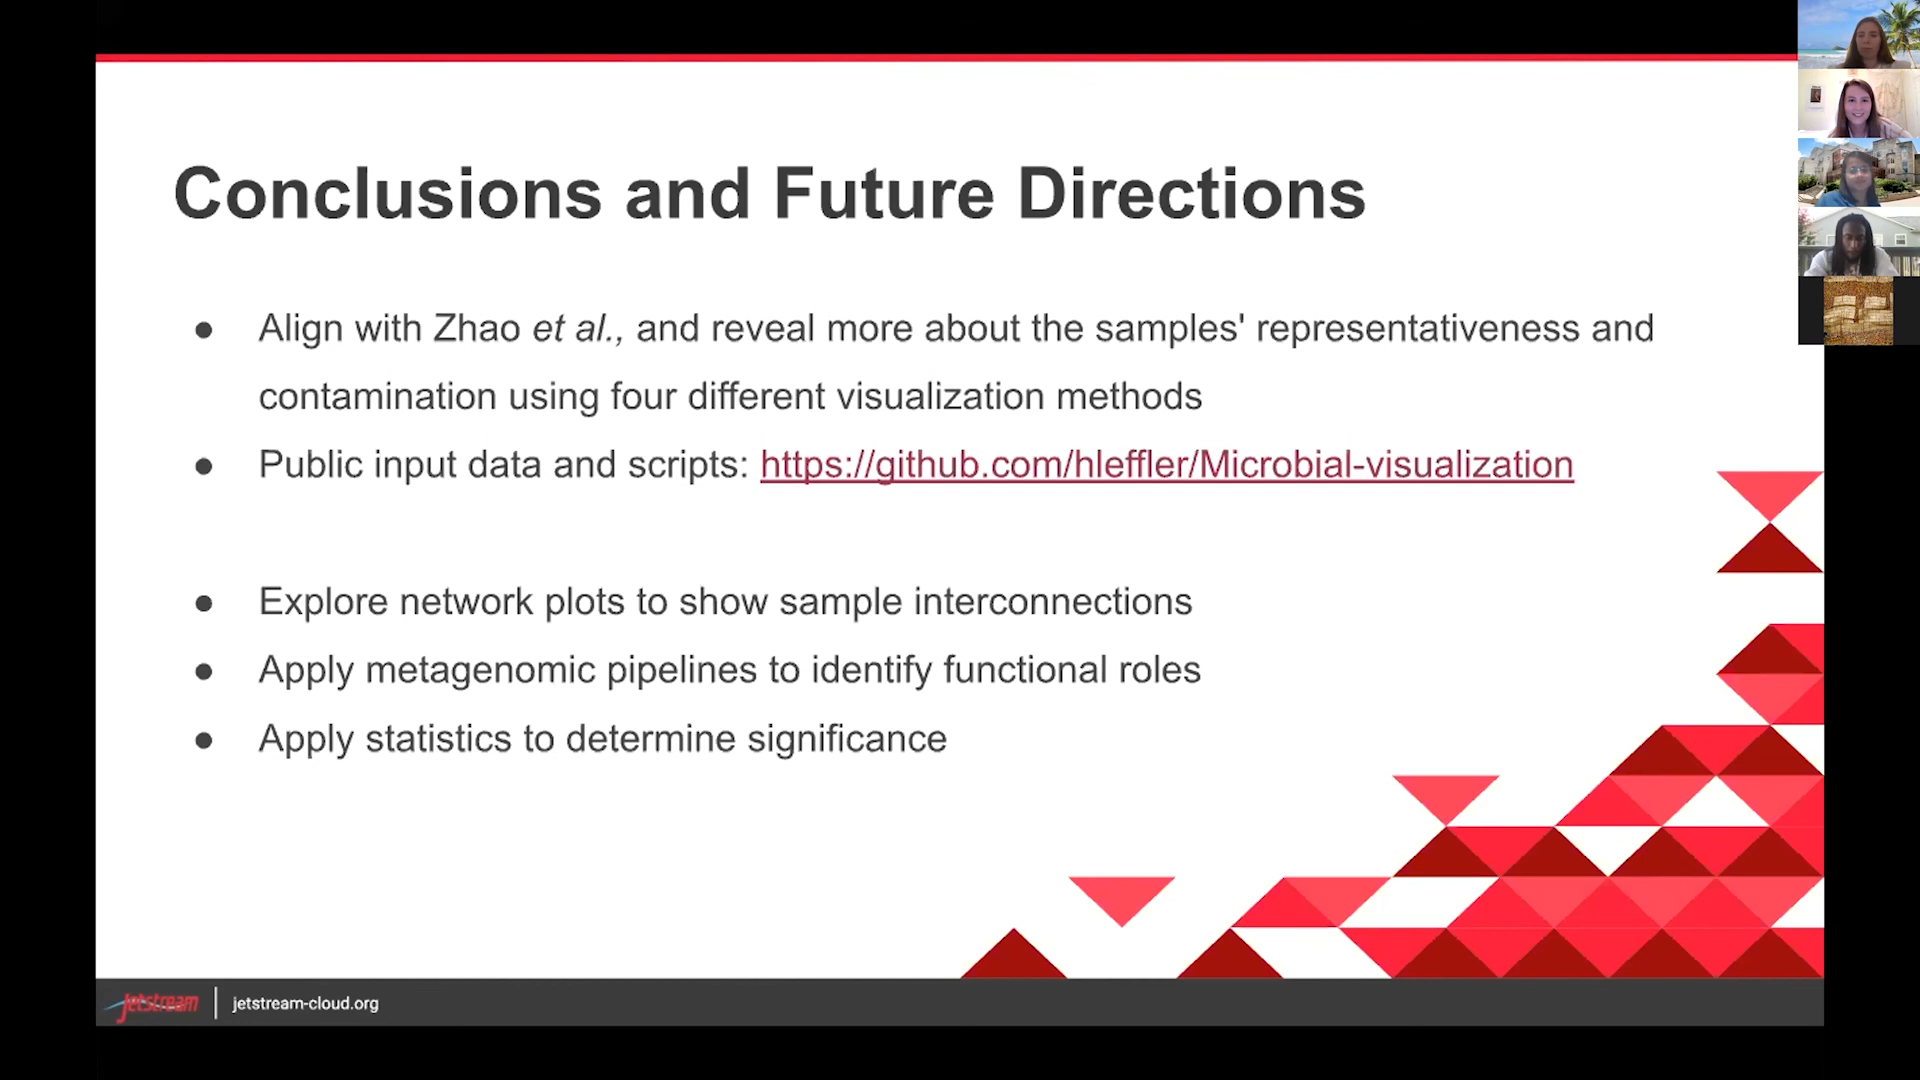 Conclusions and Future Directions
● Align with Zhao et al., and reveal more about the samples' representativeness and
contamination using four different visualization methods
● Public input data and scripts: https://github.com/hleffler/Microbial-visualization
● Explore network plots to show sample interconnections
● Apply metagenomic pipelines to identify functional roles
● Apply statistics to determine significance
Jetstream | jetstream-cloud.org